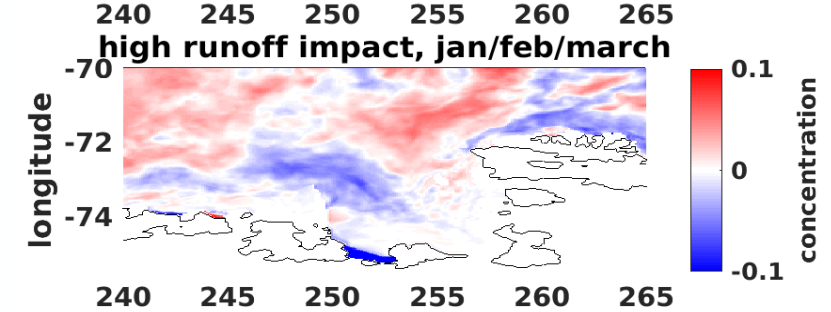 240 245 250 255 260 265
high runoff impact, jan/feb/march
-70
-72
-74
longitude
240 245 250 255 260 265
0.1
0
-0.1
concentration